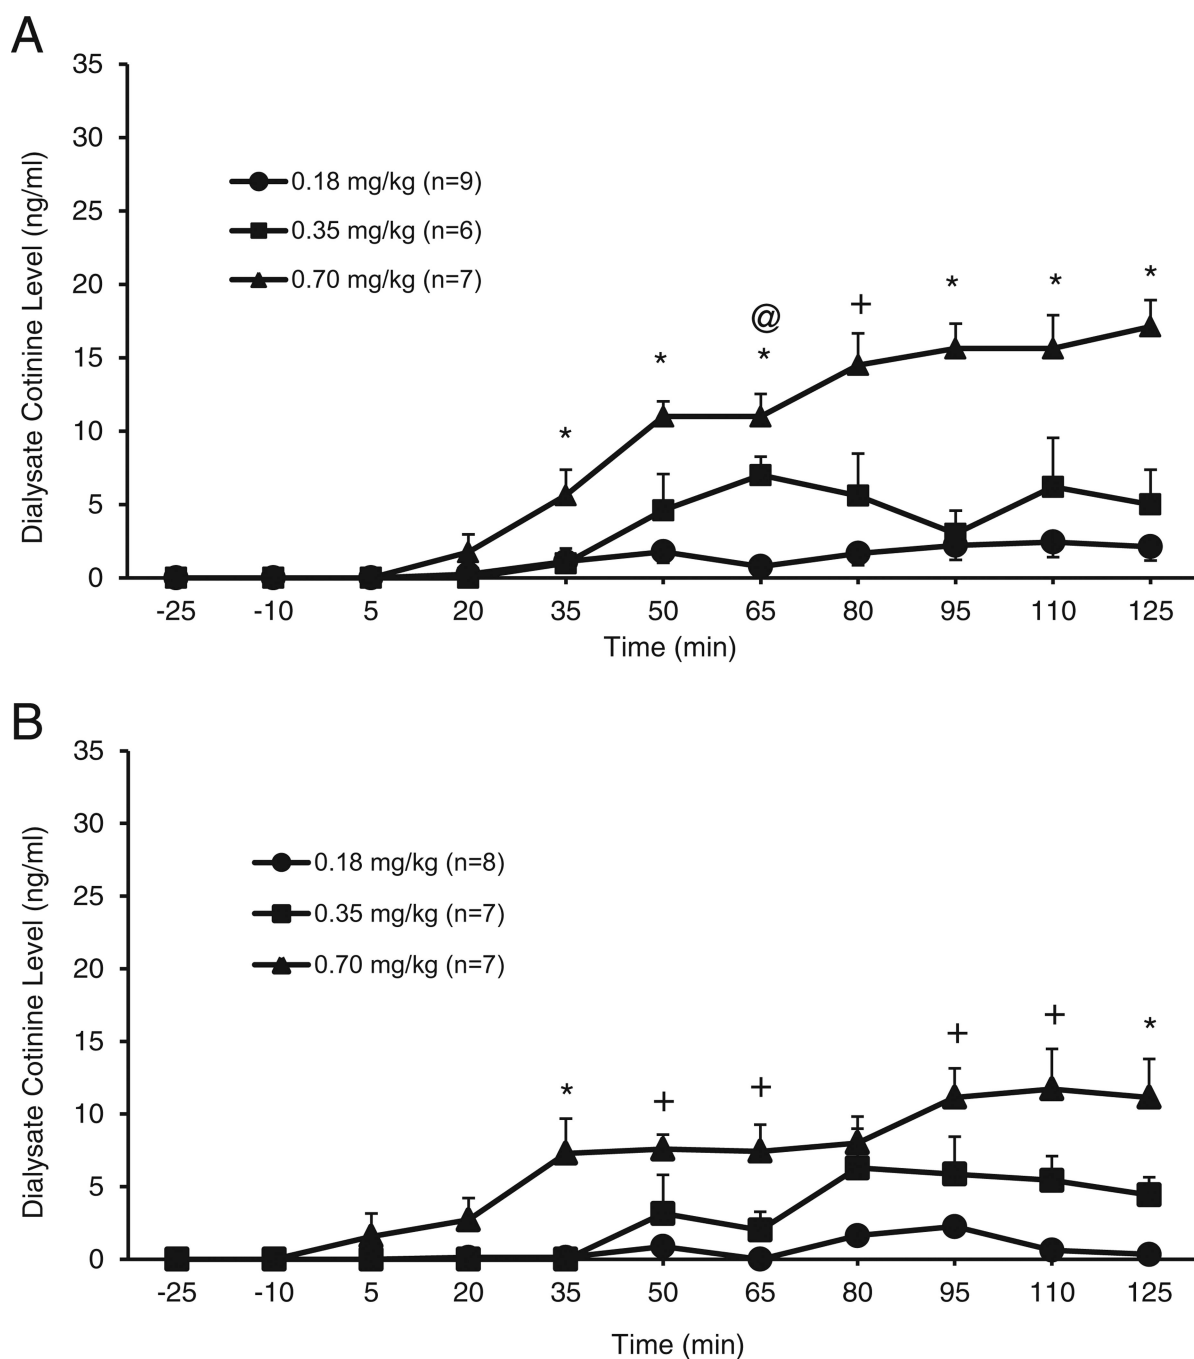 A
35
30
25
20
15
10
5
0
Dialysate Cotinine Level (ng/ml)
0.18 mg/kg (n=9)
0.35 mg/kg (n=6)
0.70 mg/kg (n=7)
* * @ * + * * *
-25 -10 5 20 35 50 65 80 95 110 125
Time (min)
B
35
30
25
20
15
10
5
0
Dialysate Cotinine Level (ng/ml)
0.18 mg/kg (n=8)
0.35 mg/kg (n=7)
0.70 mg/kg (n=7)
* + + + + *
-25 -10 5 20 35 50 65 80 95 110 125
Time (min)